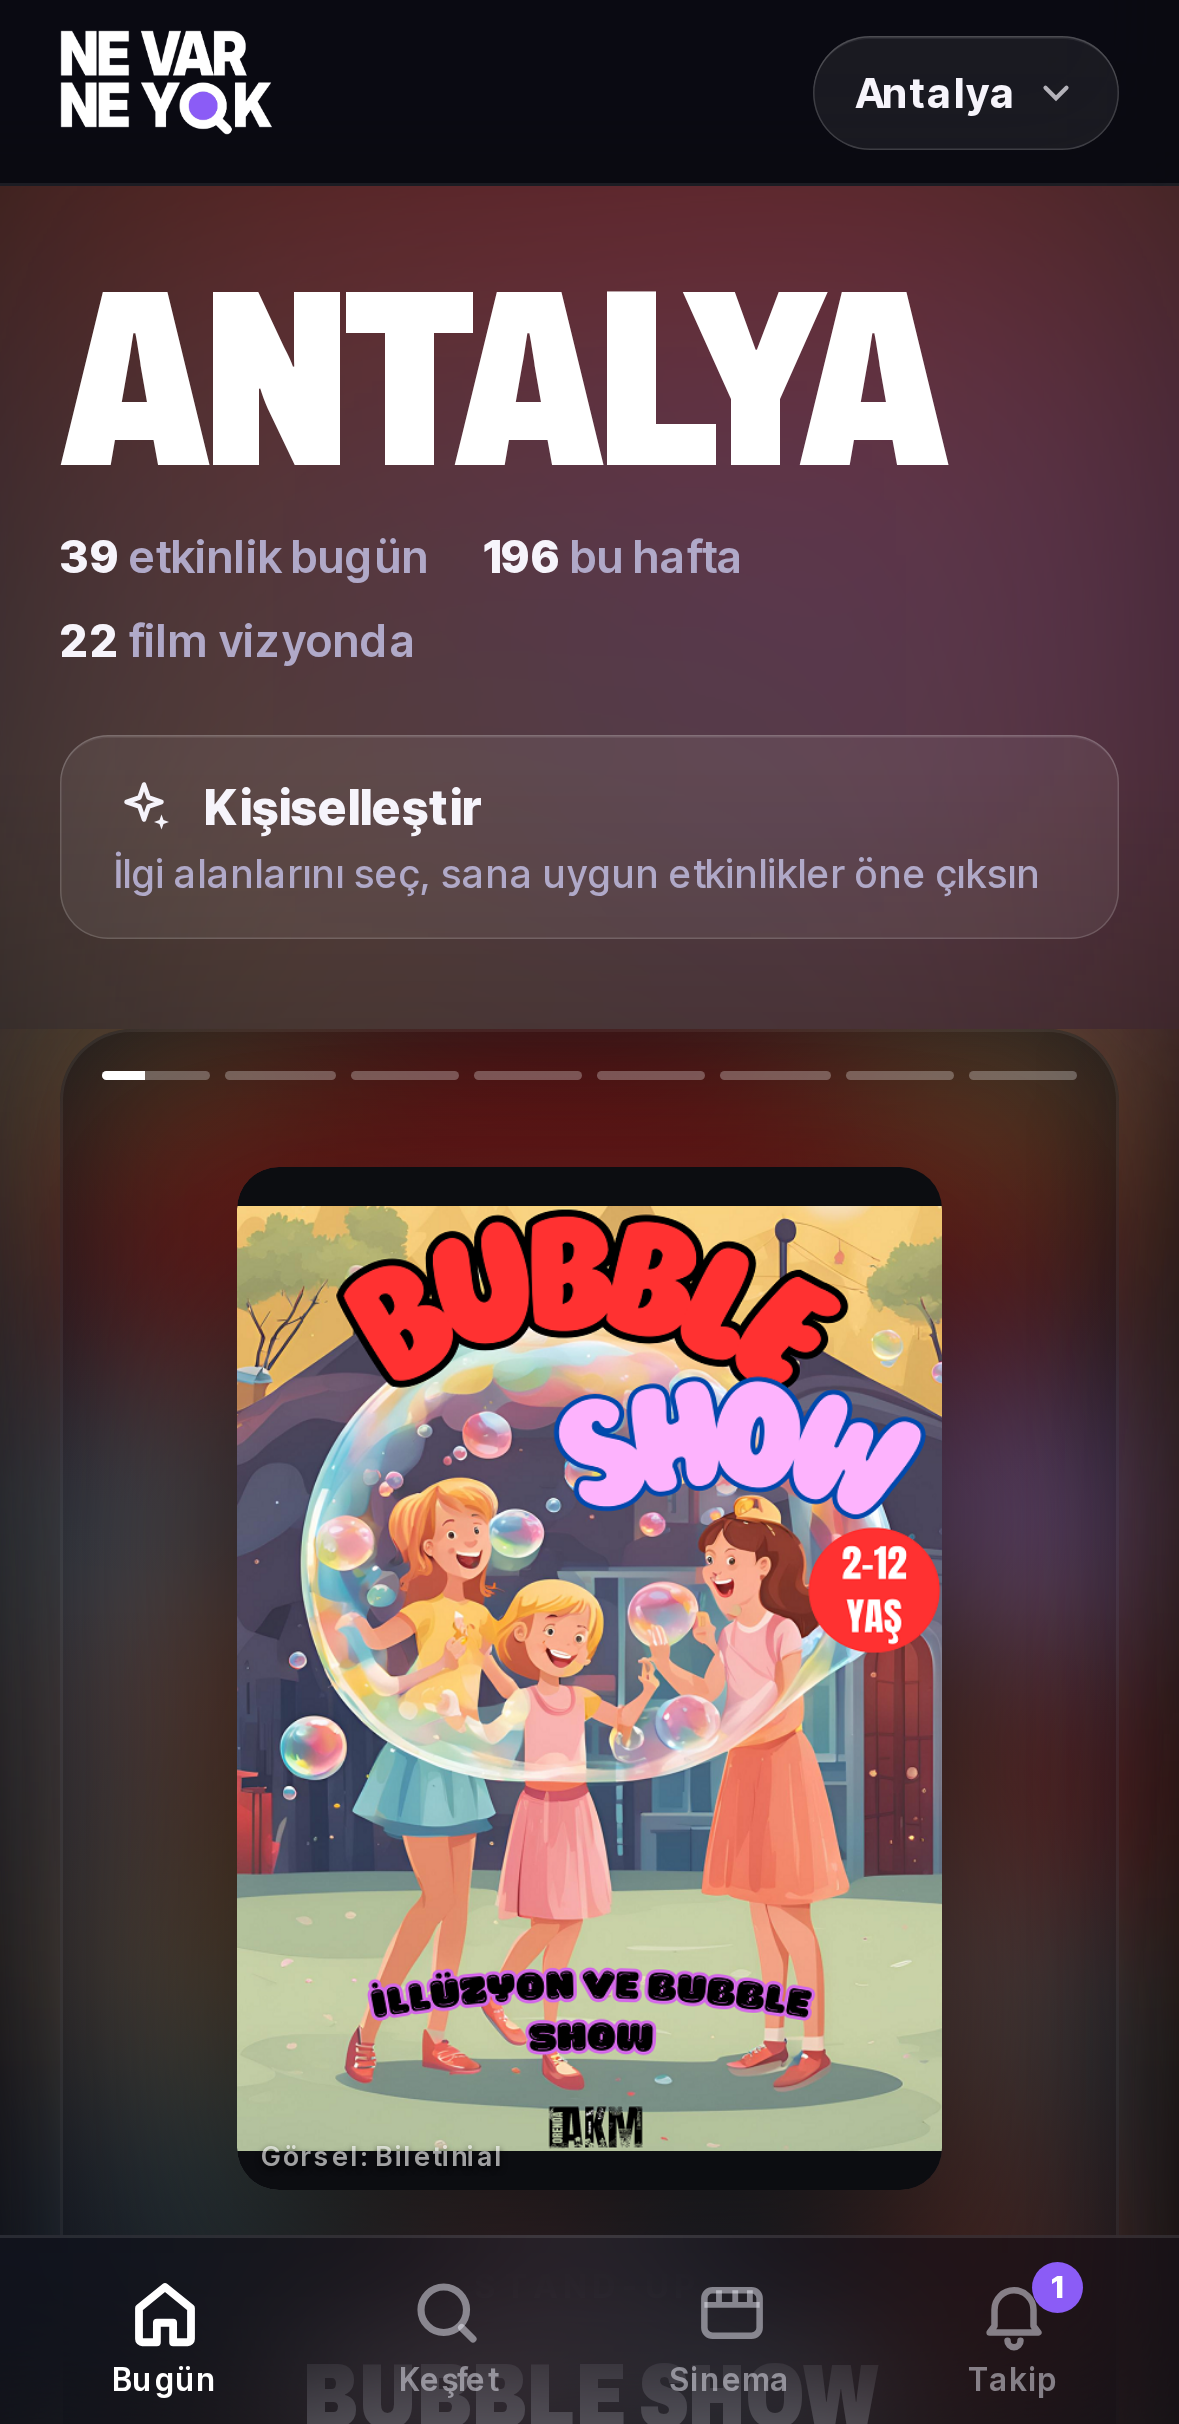 NE VAR
NE YOK
Antalya
ANTALYA
39 etkinlik bugün 196 bu hafta
22 film vizyonda
Kişiselleştir
İlgi alanlarını seç, sana uygun etkinlikler öne çıksın
BUBBLE
SHOW
2-12
YAŞ
İLLÜZYON VE BUBBLE
SHOW
ORENDA
AKM
Görsel: Biletinial
1
Bugün Keşfet Sinema Takip
BUBBLE SHOW